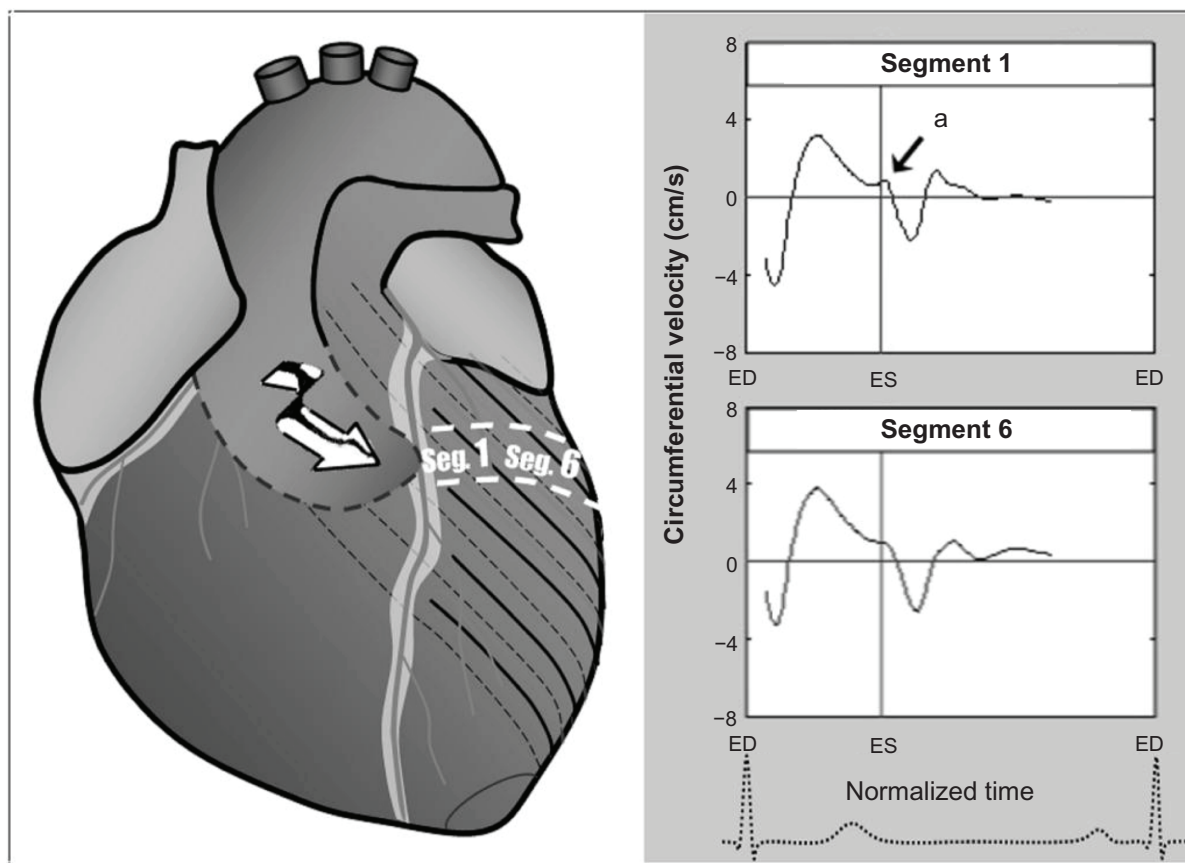 Seg. 1 Seg. 6
Circumferential velocity (cm/s)
8
Segment 1
4
a
0
−4
−8
ED
ES
ED
8
Segment 6
4
0
−4
−8
ED
ES
ED
Normalized time